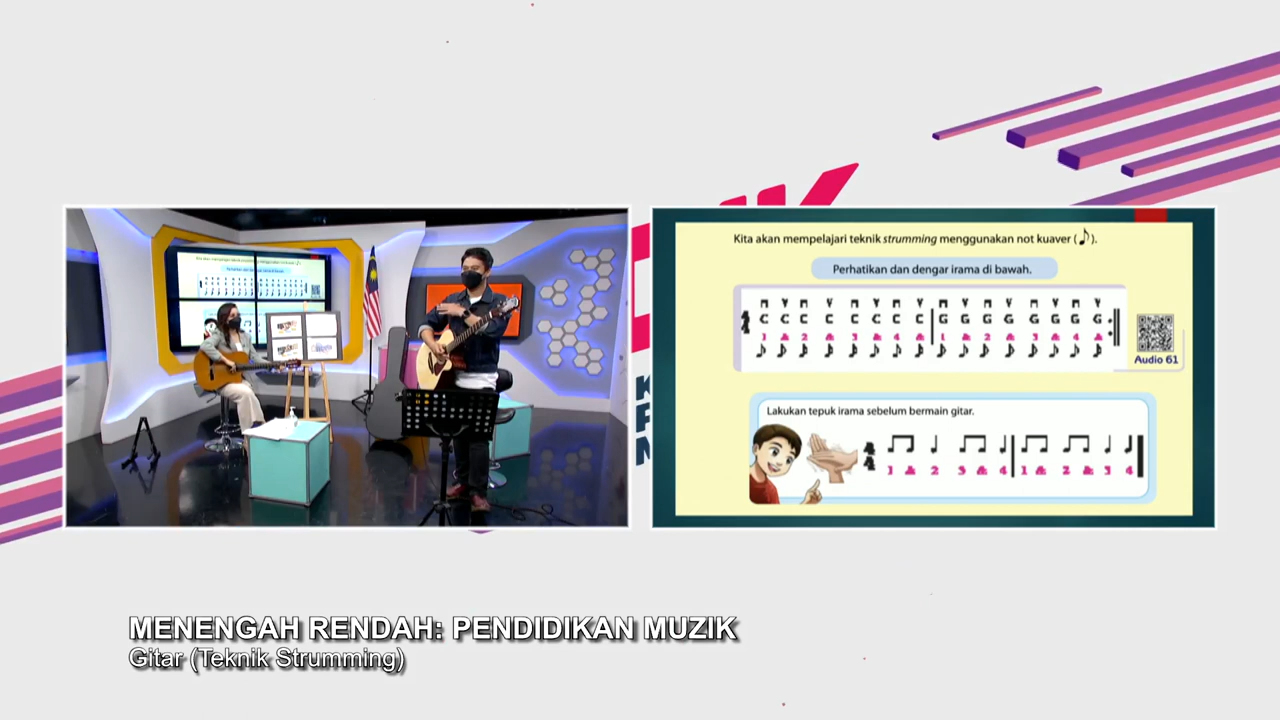 Kita akan mempelajari teknik strumming menggunakan not kuaver (♪).
Perhatikan dan dengar irama di bawah.
C C C C C C C C G G G G G G G G
1 & 2 & 3 & 4 & 1 & 2 & 3 & 4 &
Audio 61
Lakukan tepuk irama sebelum bermain gitar.
4
4
1 & 2 3 & 4 1 & 2 & 3 4
MENENGAH RENDAH: PENDIDIKAN MUZIK
Gitar (Teknik Strumming)